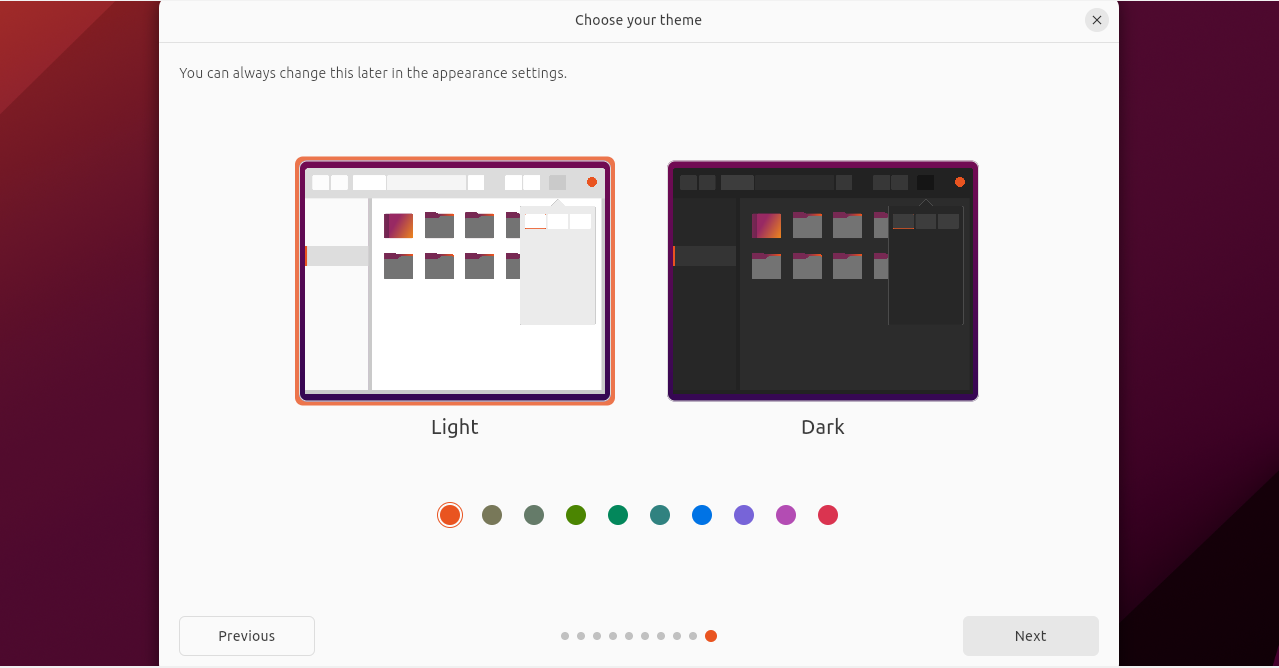 Choose your theme
You can always change this later in the appearance settings.
Light
Dark
Previous
Next